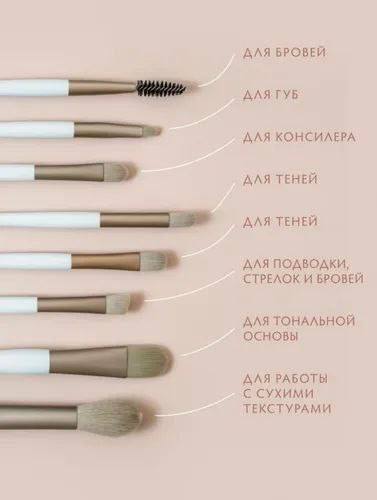 ДЛЯ БРОВЕЙ
ДЛЯ ГУБ
ДЛЯ КОНСИЛЕРА
ДЛЯ ТЕНЕЙ
ДЛЯ ТЕНЕЙ
ДЛЯ ПОДВОДКИ,
СТРЕЛОК И БРОВЕЙ
ДЛЯ ТОНАЛЬНОЙ
ОСНОВЫ
ДЛЯ РАБОТЫ
С СУХИМИ
ТЕКСТУРАМИ